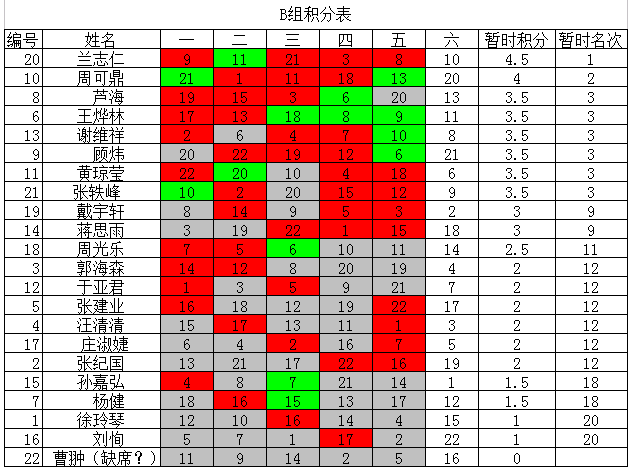 B组积分表
编号 姓名 一 二 三 四 五 六 暂时积分 暂时名次
20 兰志仁 9 11 21 3 8 10 4.5 1
10 周可鼎 21 1 11 18 13 20 4 2
8 芦海 19 15 3 6 20 13 3.5 3
6 王烨林 17 13 18 8 9 11 3.5 3
13 谢维祥 2 6 4 7 10 8 3.5 3
9 顾炜 20 22 19 12 6 21 3.5 3
11 黄琼莹 22 20 10 4 18 6 3.5 3
21 张轶峰 10 2 20 15 12 9 3.5 3
19 戴宇轩 8 14 9 5 3 2 3 9
14 蒋思雨 3 19 22 1 15 18 3 9
18 周光乐 7 5 6 10 11 14 2.5 11
3 郭海森 14 12 8 20 19 4 2 12
12 于亚君 1 3 5 9 21 7 2 12
5 张建业 16 18 12 19 22 17 2 12
4 汪清清 15 17 13 11 1 3 2 12
17 庄淑婕 6 4 2 16 7 5 2 12
2 张纪国 13 21 17 22 16 19 2 12
15 孙嘉弘 4 8 7 21 14 1 1.5 18
7 杨健 18 16 15 13 17 12 1.5 18
1 徐玲琴 12 10 16 14 4 15 1 20
16 刘恂 5 7 1 17 2 22 1 20
22 曹翀（缺席？） 11 9 14 2 5 16 0